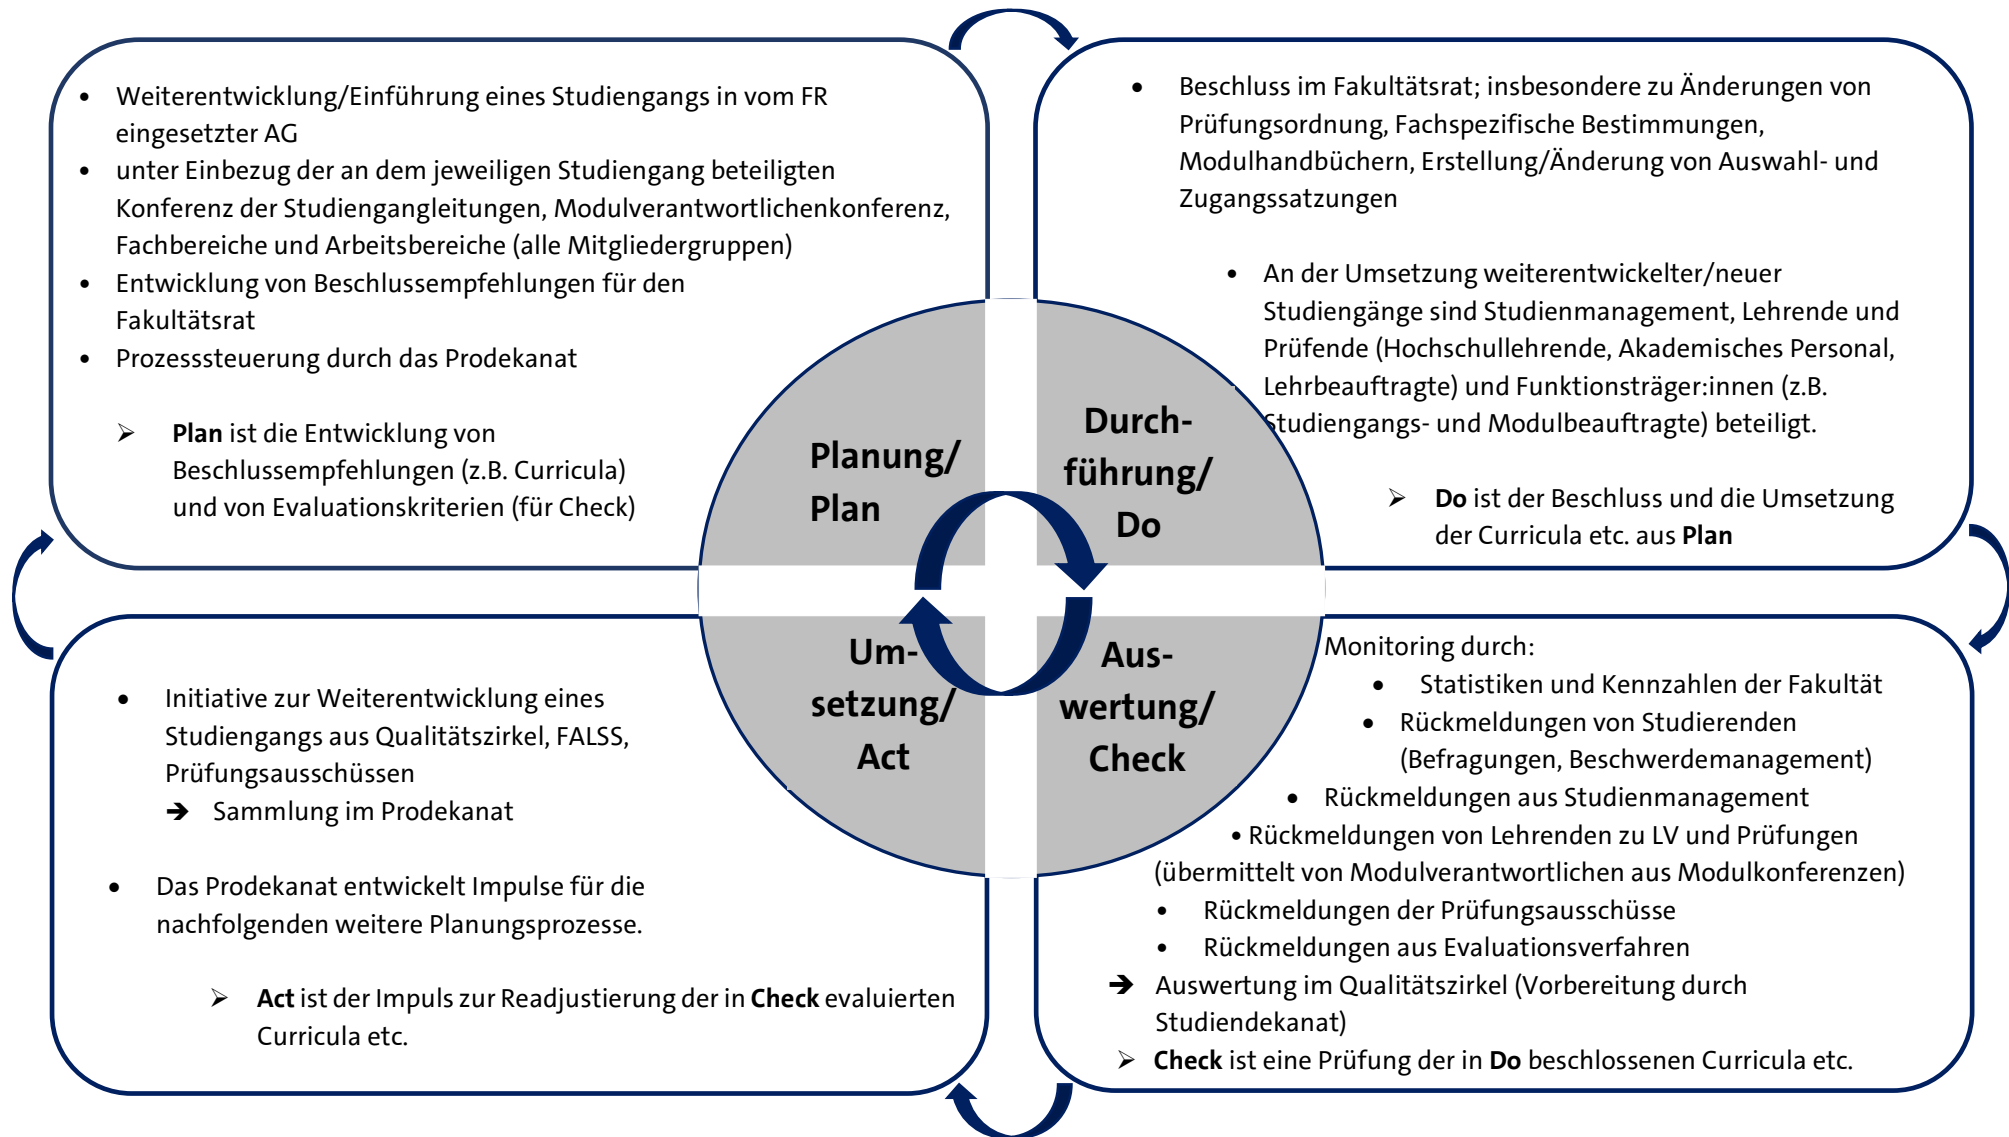 • Weiterentwicklung/Einführung eines Studiengangs in vom FR
eingesetzter AG
• unter Einbezug der an dem jeweiligen Studiengang beteiligten
Konferenz der Studiengangleitungen, Modulverantwortlichenkonferenz,
Fachbereiche und Arbeitsbereiche (alle Mitgliedergruppen)
• Entwicklung von Beschlussempfehlungen für den
Fakultätsrat
• Prozesssteuerung durch das Prodekanat
➢ Plan ist die Entwicklung von
Beschlussempfehlungen (z.B. Curricula)
und von Evaluationskriterien (für Check)
• Beschluss im Fakultätsrat; insbesondere zu Änderungen von
Prüfungsordnung, Fachspezifische Bestimmungen,
Modulhandbüchern, Erstellung/Änderung von Auswahl- und
Zugangssatzungen
• An der Umsetzung weiterentwickelter/neuer
Studiengänge sind Studienmanagement, Lehrende und
Prüfende (Hochschullehrende, Akademisches Personal,
Lehrbeauftragte) und Funktionsträger:innen (z.B.
Studiengangs- und Modulbeauftragte) beteiligt.
➢ Do ist der Beschluss und die Umsetzung
der Curricula etc. aus Plan
Planung/
Plan
Durch-
führung/
Do
Um-
setzung/
Act
Aus-
wertung/
Check
• Initiative zur Weiterentwicklung eines
Studiengangs aus Qualitätszirkel, FALSS,
Prüfungsausschüssen
➔ Sammlung im Prodekanat
• Das Prodekanat entwickelt Impulse für die
nachfolgenden weitere Planungsprozesse.
➢ Act ist der Impuls zur Readjustierung der in Check evaluierten
Curricula etc.
Monitoring durch:
• Statistiken und Kennzahlen der Fakultät
• Rückmeldungen von Studierenden
(Befragungen, Beschwerdemanagement)
• Rückmeldungen aus Studienmanagement
• Rückmeldungen von Lehrenden zu LV und Prüfungen
(übermittelt von Modulverantwortlichen aus Modulkonferenzen)
• Rückmeldungen der Prüfungsausschüsse
• Rückmeldungen aus Evaluationsverfahren
➔ Auswertung im Qualitätszirkel (Vorbereitung durch
Studiendekanat)
➢ Check ist eine Prüfung der in Do beschlossenen Curricula etc.